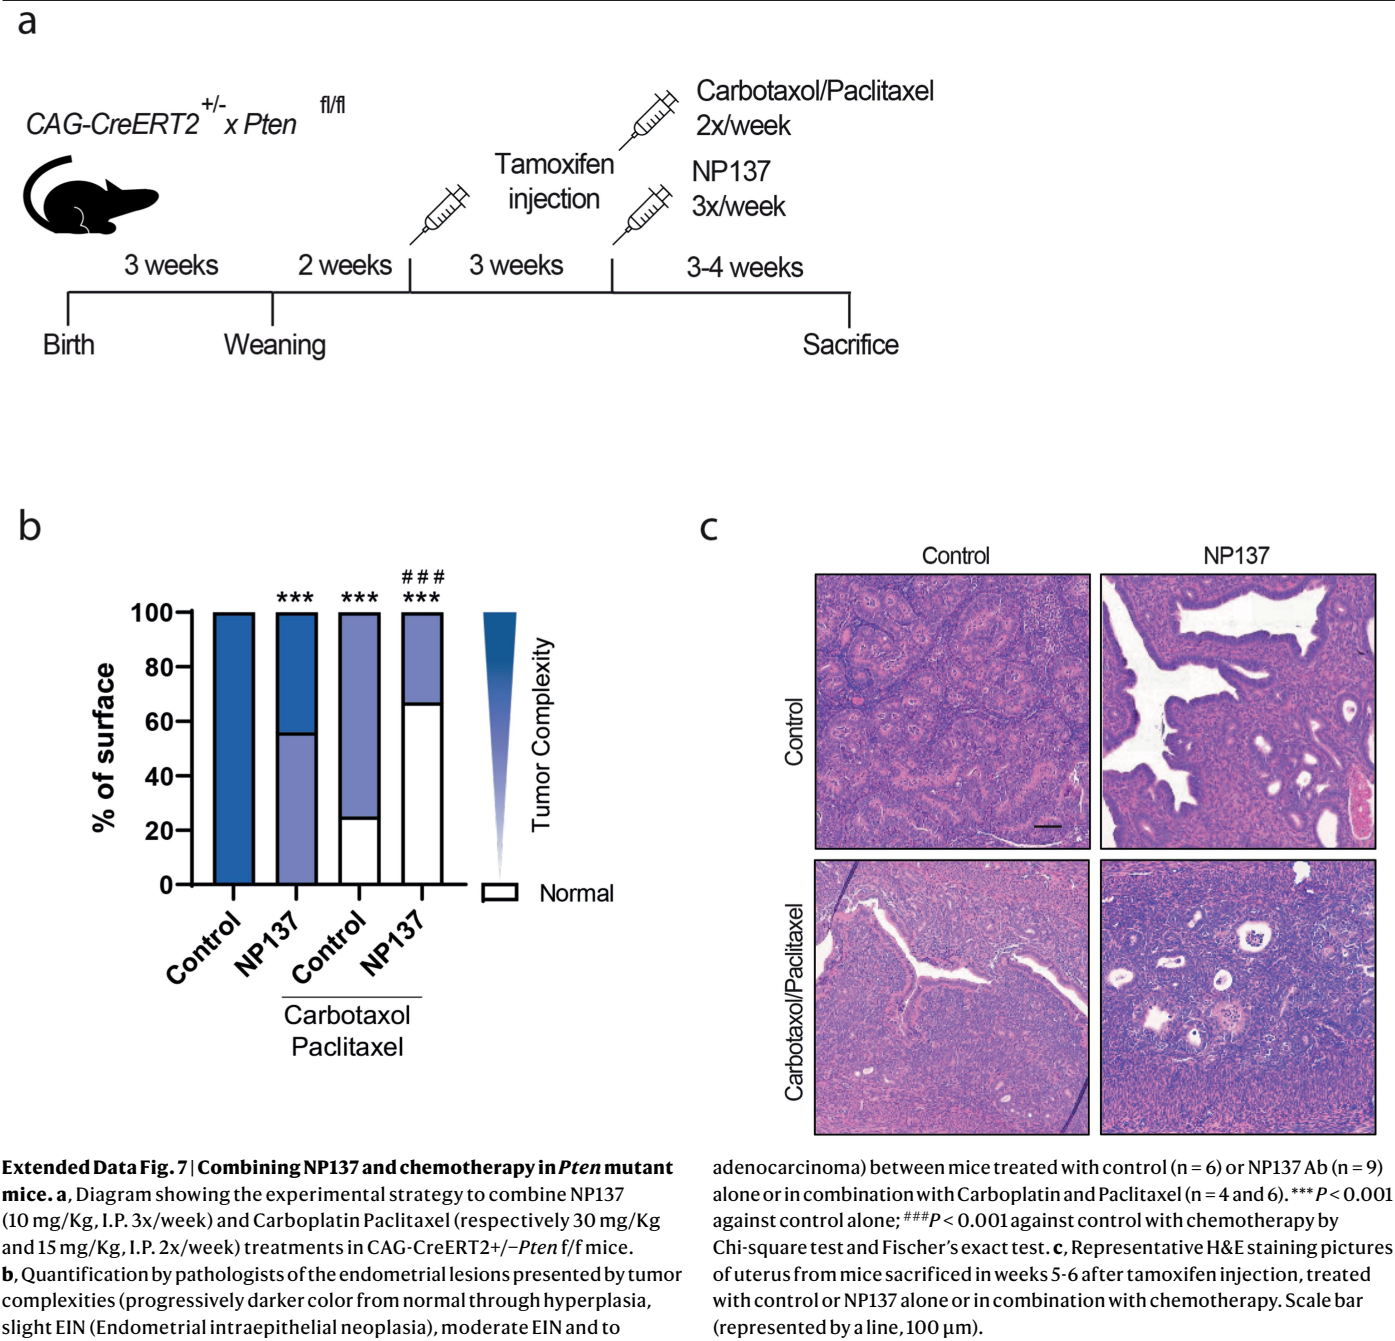 a
CAG-CreERT2 +/- x Pten fl/fl
Carbotaxol/Paclitaxel
2x/week
Tamoxifen
injection
NP137
3x/week
3 weeks
2 weeks
3 weeks
3-4 weeks
Birth
Weaning
Sacrifice
b
% of surface
100
80
60
40
20
0
***
***
###
***
Control
NP137
Control
NP137
Carbotaxol
Paclitaxel
Tumor Complexity
Normal
c
Control
NP137
Control
Carbotaxol/Paclitaxel
Extended Data Fig. 7 | Combining NP137 and chemotherapy in Pten mutant
mice. a, Diagram showing the experimental strategy to combine NP137
(10 mg/Kg, I.P. 3x/week) and Carboplatin Paclitaxel (respectively 30 mg/Kg
and 15 mg/Kg, I.P. 2x/week) treatments in CAG-CreERT2+/−Pten f/f mice.
b, Quantification by pathologists of the endometrial lesions presented by tumor
complexities (progressively darker color from normal through hyperplasia,
slight EIN (Endometrial intraepithelial neoplasia), moderate EIN and to
adenocarcinoma) between mice treated with control (n = 6) or NP137 Ab (n = 9)
alone or in combination with Carboplatin and Paclitaxel (n = 4 and 6). *** P < 0.001
against control alone; ###P < 0.001 against control with chemotherapy by
Chi-square test and Fischer's exact test. c, Representative H&E staining pictures
of uterus from mice sacrificed in weeks 5-6 after tamoxifen injection, treated
with control or NP137 alone or in combination with chemotherapy. Scale bar
(represented by a line, 100 μm).